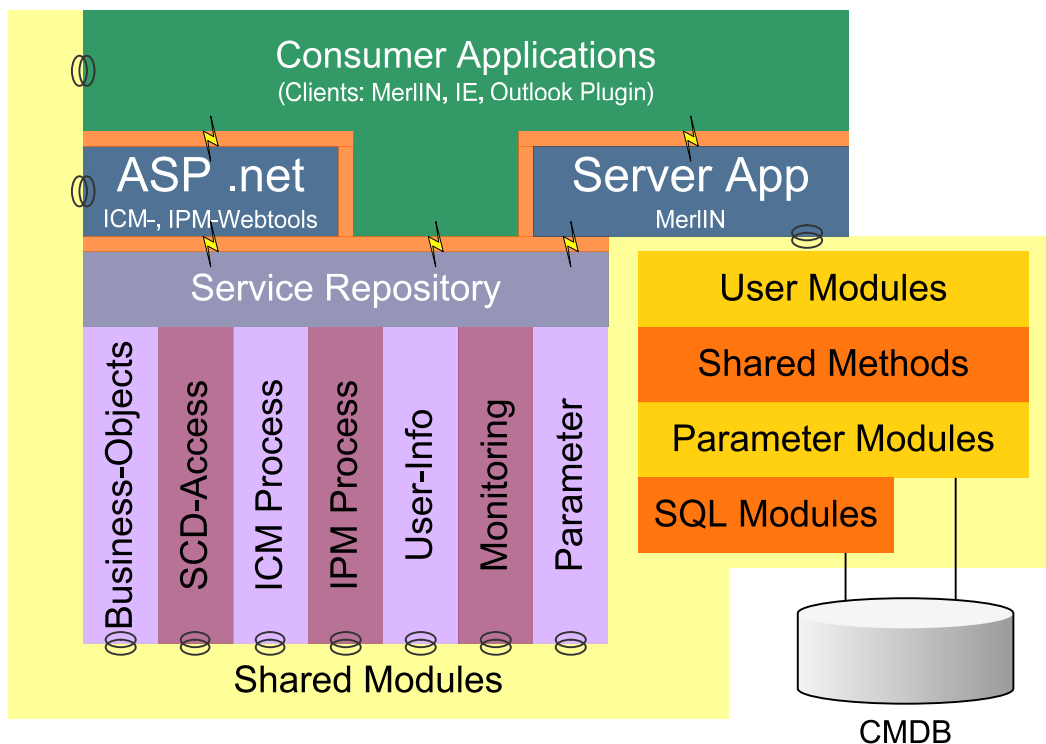 Consumer Applications
(Clients: MerlIN, IE, Outlook Plugin)
ASP .net
ICM-, IPM-Webtools
Server App
MerlIN
Service Repository
Business-Objects
SCD-Access
ICM Process
IPM Process
User-Info
Monitoring
Parameter
Shared Modules
User Modules
Shared Methods
Parameter Modules
SQL Modules
CMDB